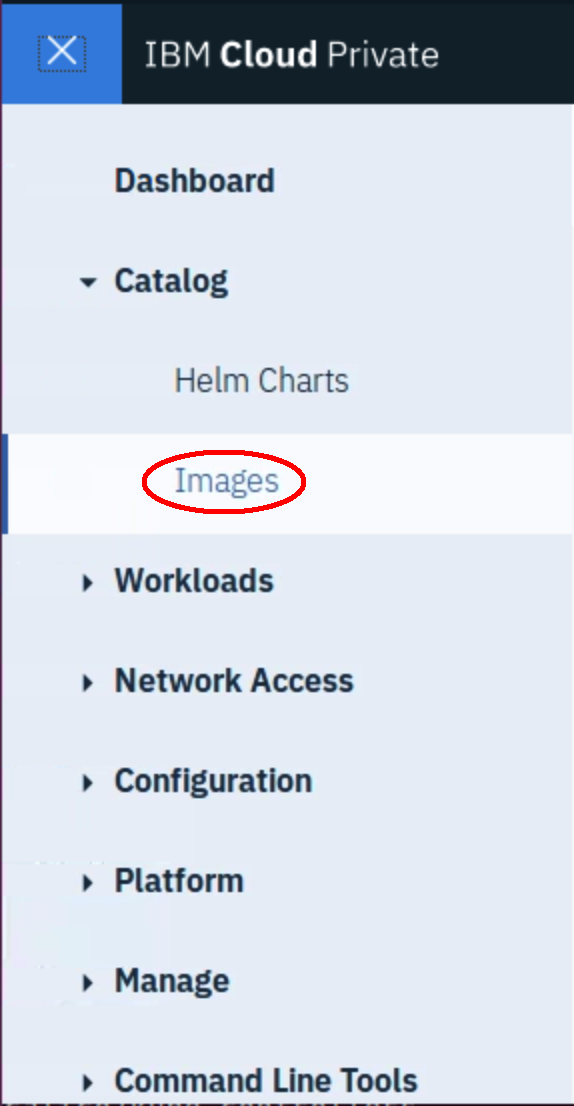 IBM Cloud Private
Dashboard
Catalog
Helm Charts
Images
Workloads
Network Access
Configuration
Platform
Manage
Command Line Tools